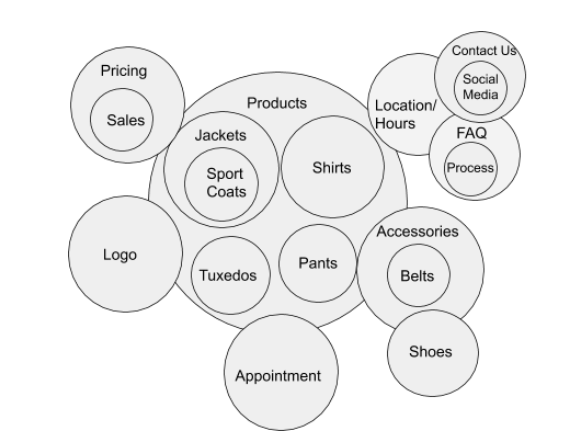 Contact Us
Pricing
Social
Media
Products
Location/
Hours
Sales
Jackets
FAQ
Shirts
Process
Sport
Coats
Accessories
Logo
Pants
Tuxedos
Belts
Shoes
Appointment